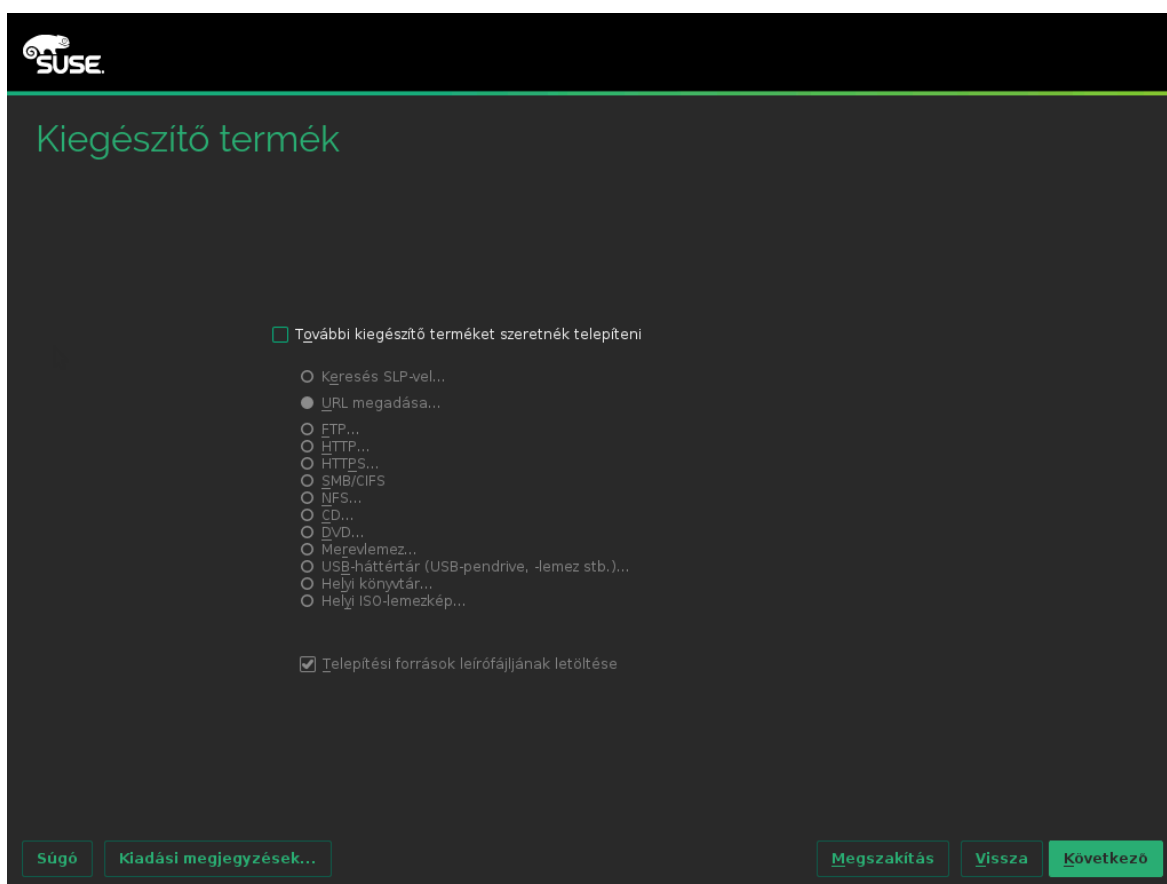 SUSE.
Kiegészítő termék
További kiegészítő terméket szeretnék telepíteni
Keresés SLP-vel...
URL megadása...
FTP...
HTTP...
HTTPS...
SMB/CIFS
NFS...
CD...
DVD...
Merevlemez...
USB-háttértár (USB-pendrive, -lemez stb.)...
Helyi könyvtár...
Helyi ISO-lemezkép...
Telepítési források leírófájljának letöltése
Súgó Kiadási megjegyzések... Megszakítás Vissza Következő